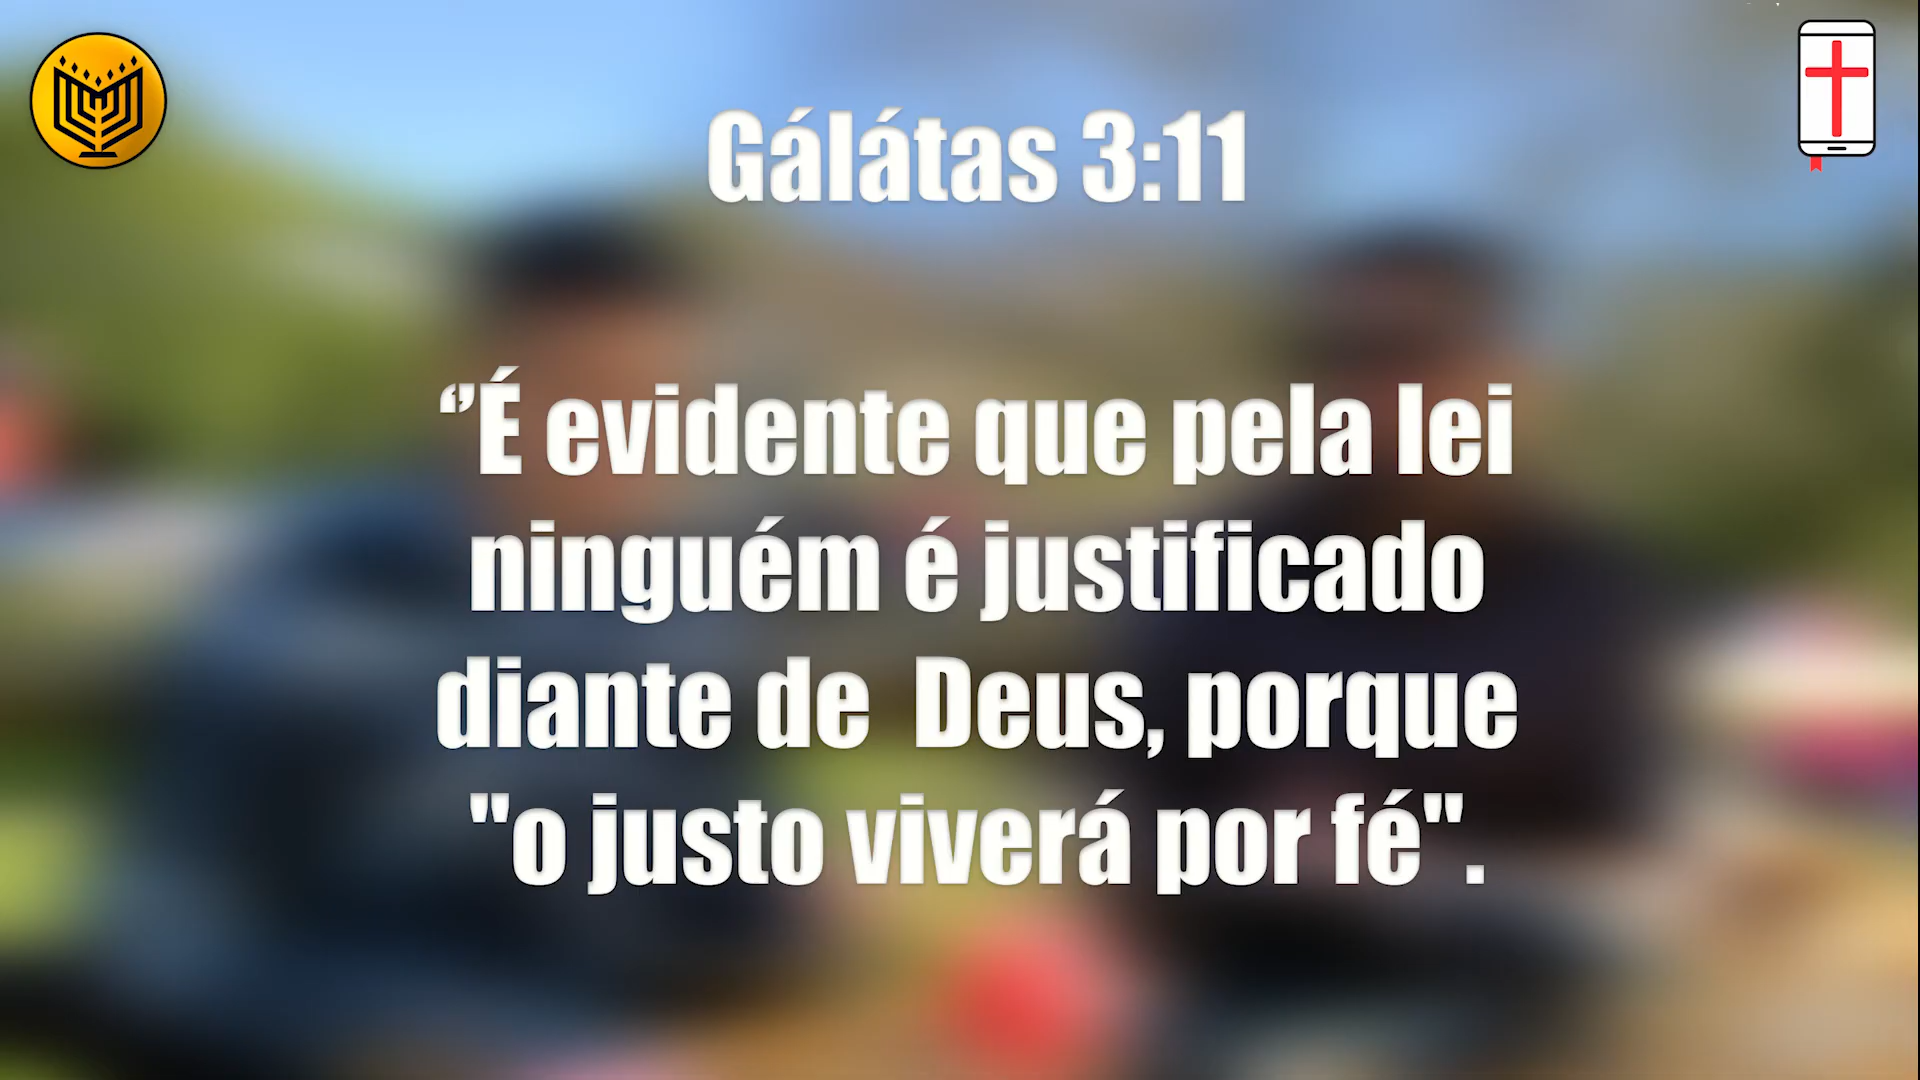 Gálátas 3:11
‘’É evidente que pela lei
ninguém é justificado
diante de  Deus, porque
"o justo viverá por fé".